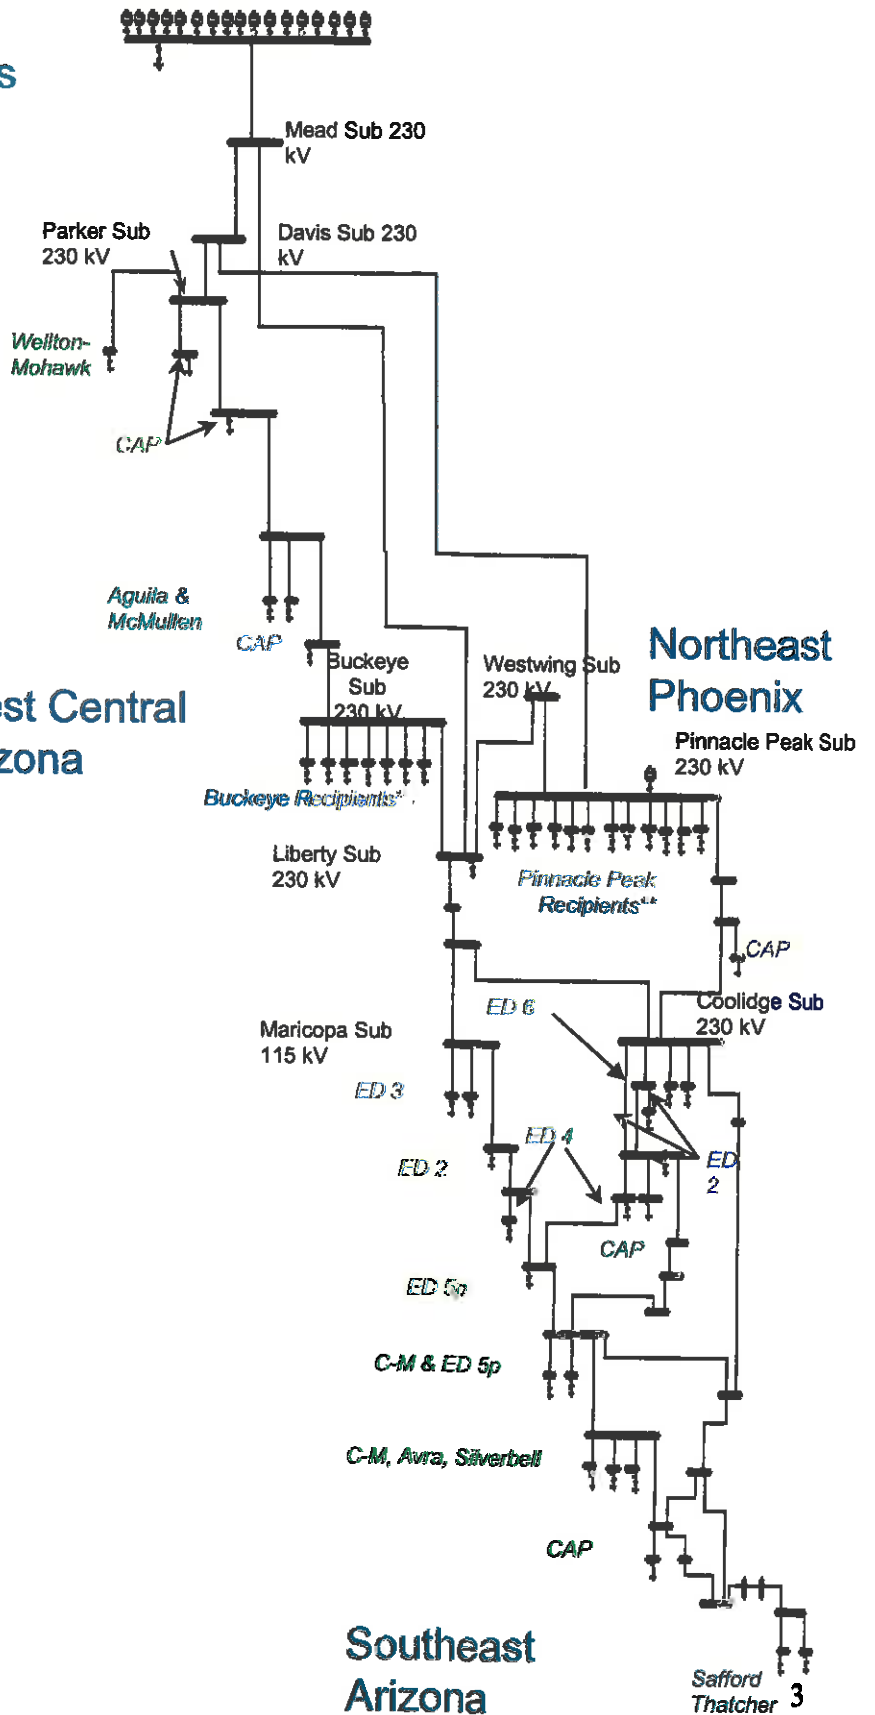 s
Mead Sub 230
kV
Parker Sub
230 kV
Davis Sub 230
kV
Wellton-
Mohawk
CAP
Aguila &
McMullen
CAP
Buckeye
Sub
230 kV
Westwing Sub
230 kV
Northeast
Phoenix
est Central
zona
Pinnacle Peak Sub
230 kV
Buckeye Recipients*
Liberty Sub
230 kV
Pinnacle Peak
Recipients**
CAP
ED 6
Coolidge Sub
230 kV
Maricopa Sub
115 kV
ED 3
ED 4
ED 2
ED
2
CAP
ED 5p
C-M & ED 5p
C-M, Avra, Silverbell
CAP
Southeast
Arizona
Safford
Thatcher 3